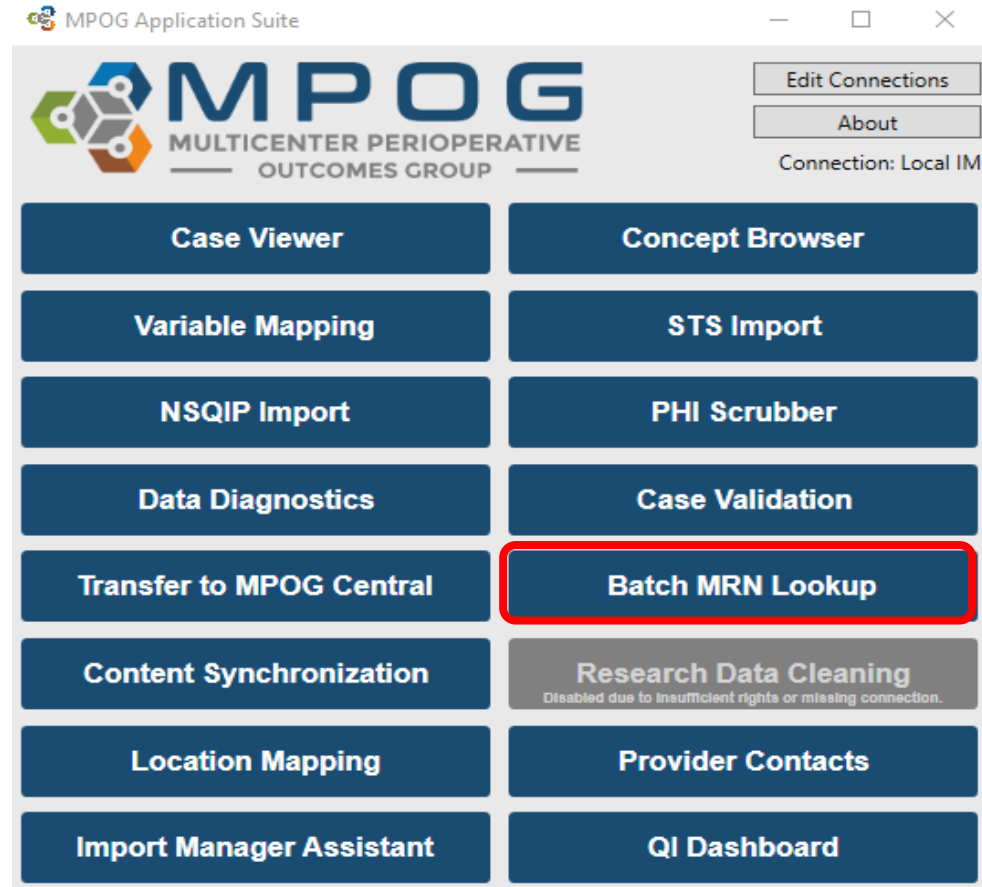 MPOG Application Suite
MPOG
MULTICENTER PERIOPERATIVE
OUTCOMES GROUP
Edit Connections
About
Connection: Local IM
Case Viewer
Concept Browser
Variable Mapping
STS Import
NSQIP Import
PHI Scrubber
Data Diagnostics
Case Validation
Transfer to MPOG Central
Batch MRN Lookup
Content Synchronization
Research Data Cleaning
Disabled due to insufficient rights or missing connection.
Location Mapping
Provider Contacts
Import Manager Assistant
QI Dashboard